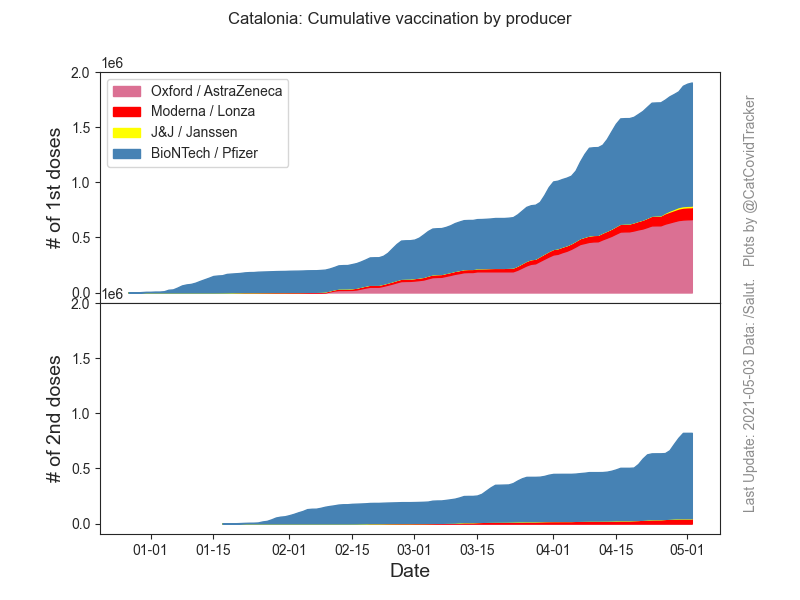 Catalonia: Cumulative vaccination by producer
1e6
2.0
1.5
1.0
0.5
0.0
# of 1st doses
Oxford / AstraZeneca
Moderna / Lonza
J&J / Janssen
BioNTech / Pfizer
1e6
2.0
1.5
1.0
0.5
0.0
# of 2nd doses
01-01 01-15 02-01 02-15 03-01 03-15 04-01 04-15 05-01
Date
Last Update: 2021-05-03 Data: /Salut. Plots by @CatCovidTracker